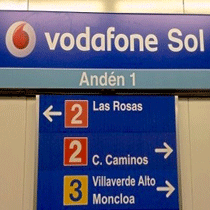 vodafone Sol
Andén 1
2 Las Rosas
2 C. Caminos
3 Villaverde Alto
Moncloa